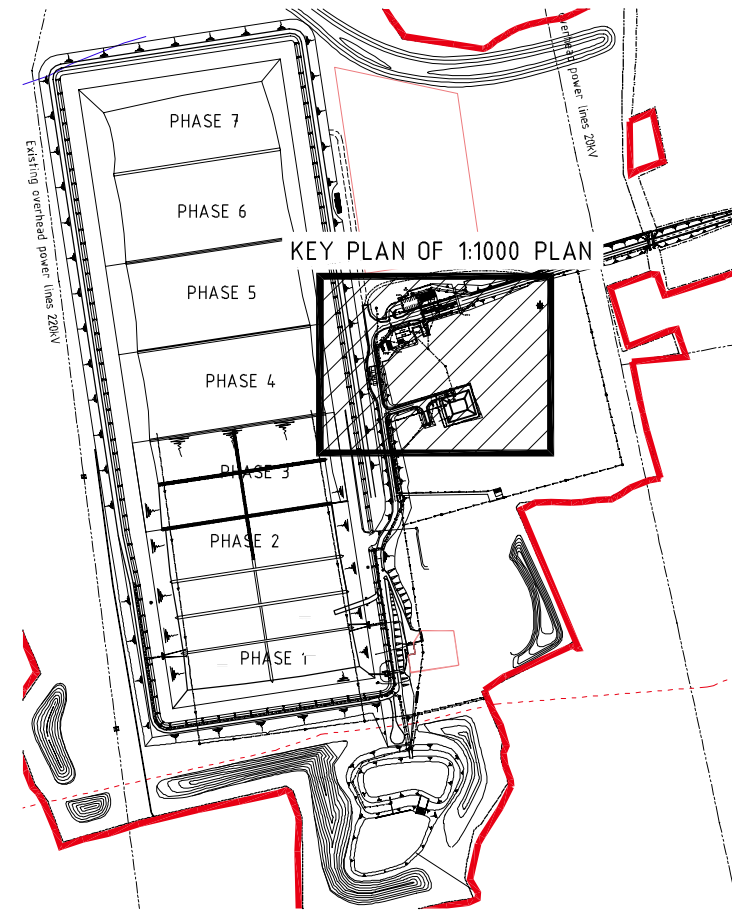 overhead power lines 20kV
PHASE 7
Existing overhead power lines 220kV
PHASE 6
KEY PLAN OF 1:1000 PLAN
PHASE 5
PHASE 4
PHASE 3
PHASE 2
PHASE 1